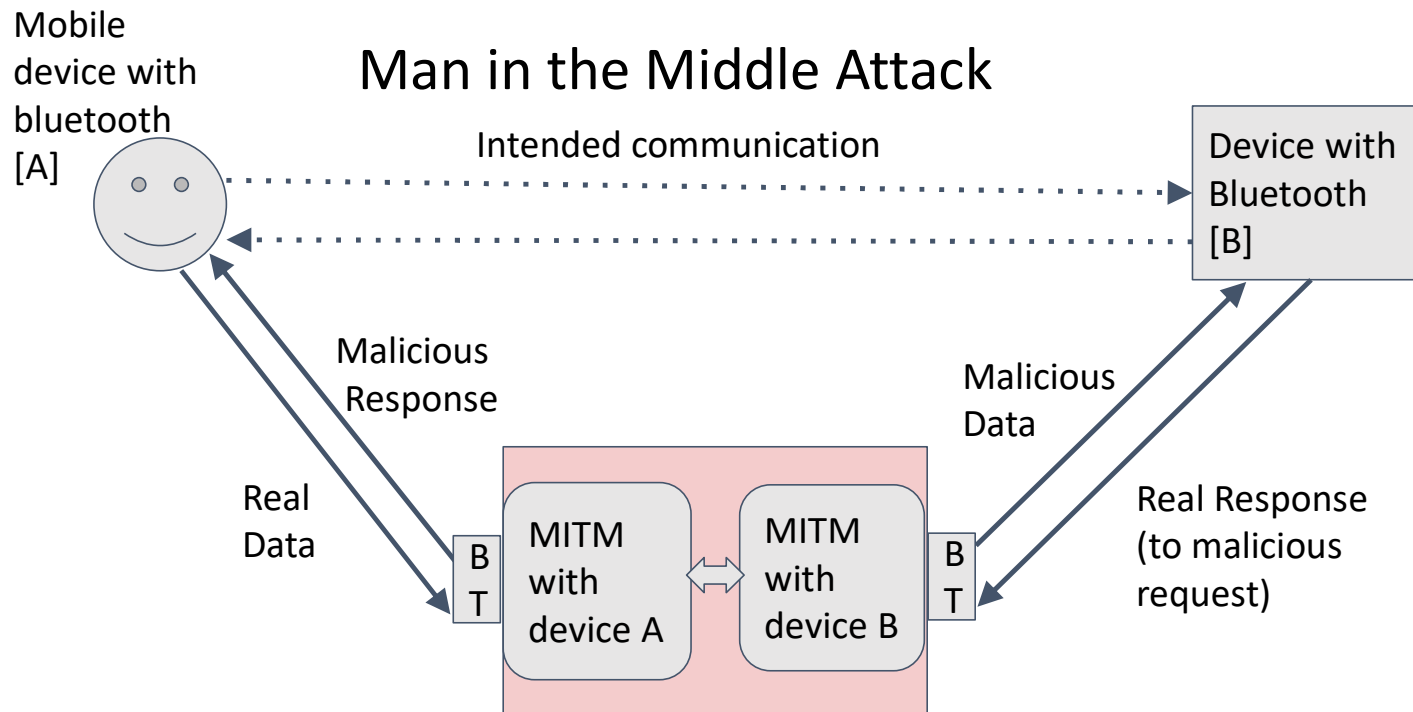 Mobile
device with
bluetooth
[A]
Man in the Middle Attack
Intended communication
Device with
Bluetooth
[B]
Malicious
Response
Malicious
Data
Real
Data
Real Response
(to malicious
request)
B
T
MITM
with
device A
MITM
with
device B
B
T